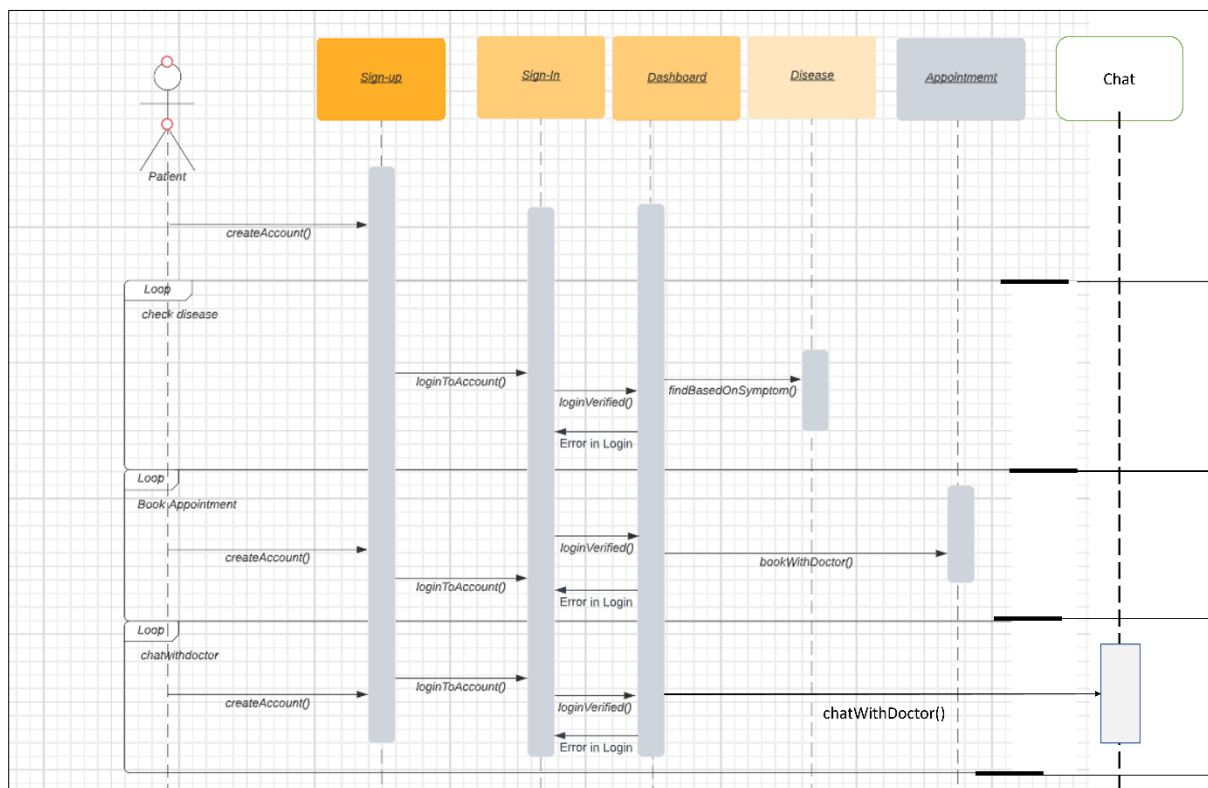 Sign-up
Sign-In
Dashboard
Disease
Appointmemt
Chat
Patient
createAccount()
Loop
check disease
loginToAccount()
findBasedOnSymptom()
loginVerified()
Error in Login
Loop
Book Appointment
loginVerified()
createAccount()
bookWithDoctor()
loginToAccount()
Error in Login
Loop
chatwithdoctor
loginToAccount()
createAccount()
loginVerified()
chatWithDoctor()
Error in Login